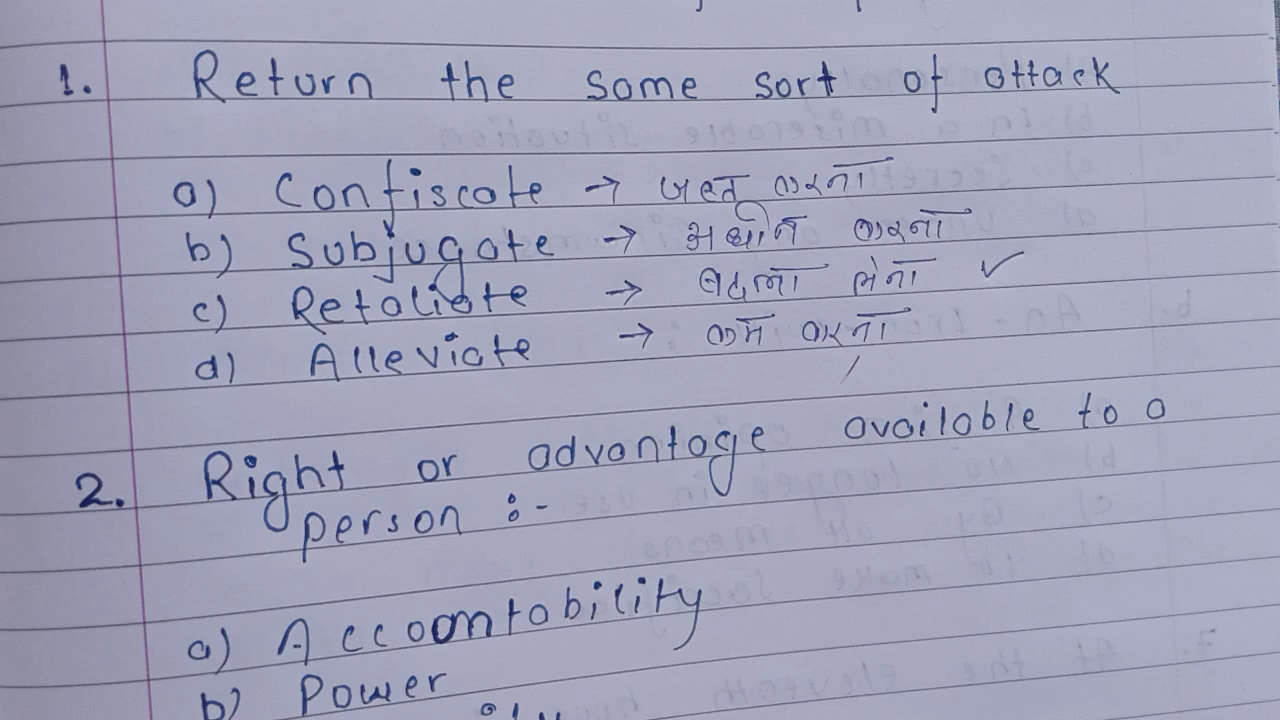 1. Return the same sort of attack
a) Confiscate → जब्त करना
b) Subjugate → अधीन करना
c) Retaliate → बदला लेना ✓
d) Alleviate → कम करना
2. Right or advantage available to a
person :-
a) Accountability
b) Power